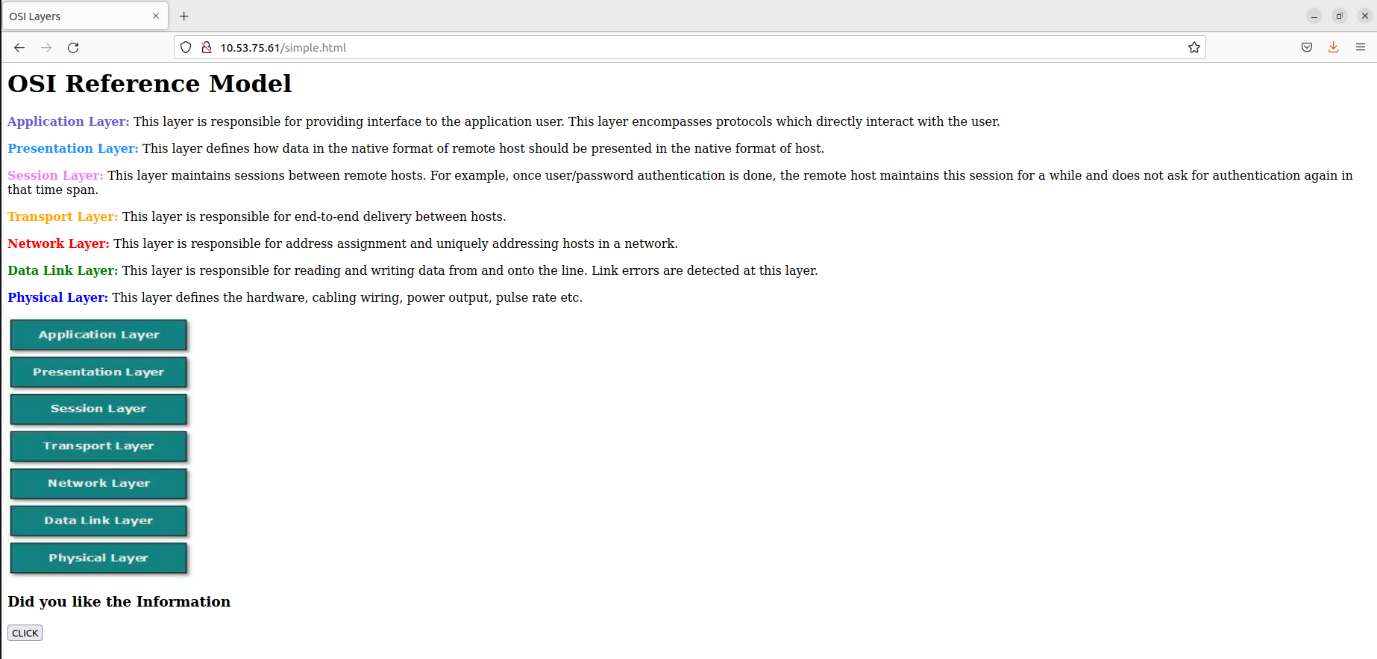 OSI Layers
10.53.75.61/simple.html
OSI Reference Model
Application Layer: This layer is responsible for providing interface to the application user. This layer encompasses protocols which directly interact with the user.
Presentation Layer: This layer defines how data in the native format of remote host should be presented in the native format of host.
Session Layer: This layer maintains sessions between remote hosts. For example, once user/password authentication is done, the remote host maintains this session for a while and does not ask for authentication again in
that time span.
Transport Layer: This layer is responsible for end-to-end delivery between hosts.
Network Layer: This layer is responsible for address assignment and uniquely addressing hosts in a network.
Data Link Layer: This layer is responsible for reading and writing data from and onto the line. Link errors are detected at this layer.
Physical Layer: This layer defines the hardware, cabling wiring, power output, pulse rate etc.
Application Layer
Presentation Layer
Session Layer
Transport Layer
Network Layer
Data Link Layer
Physical Layer
Did you like the Information
CLICK